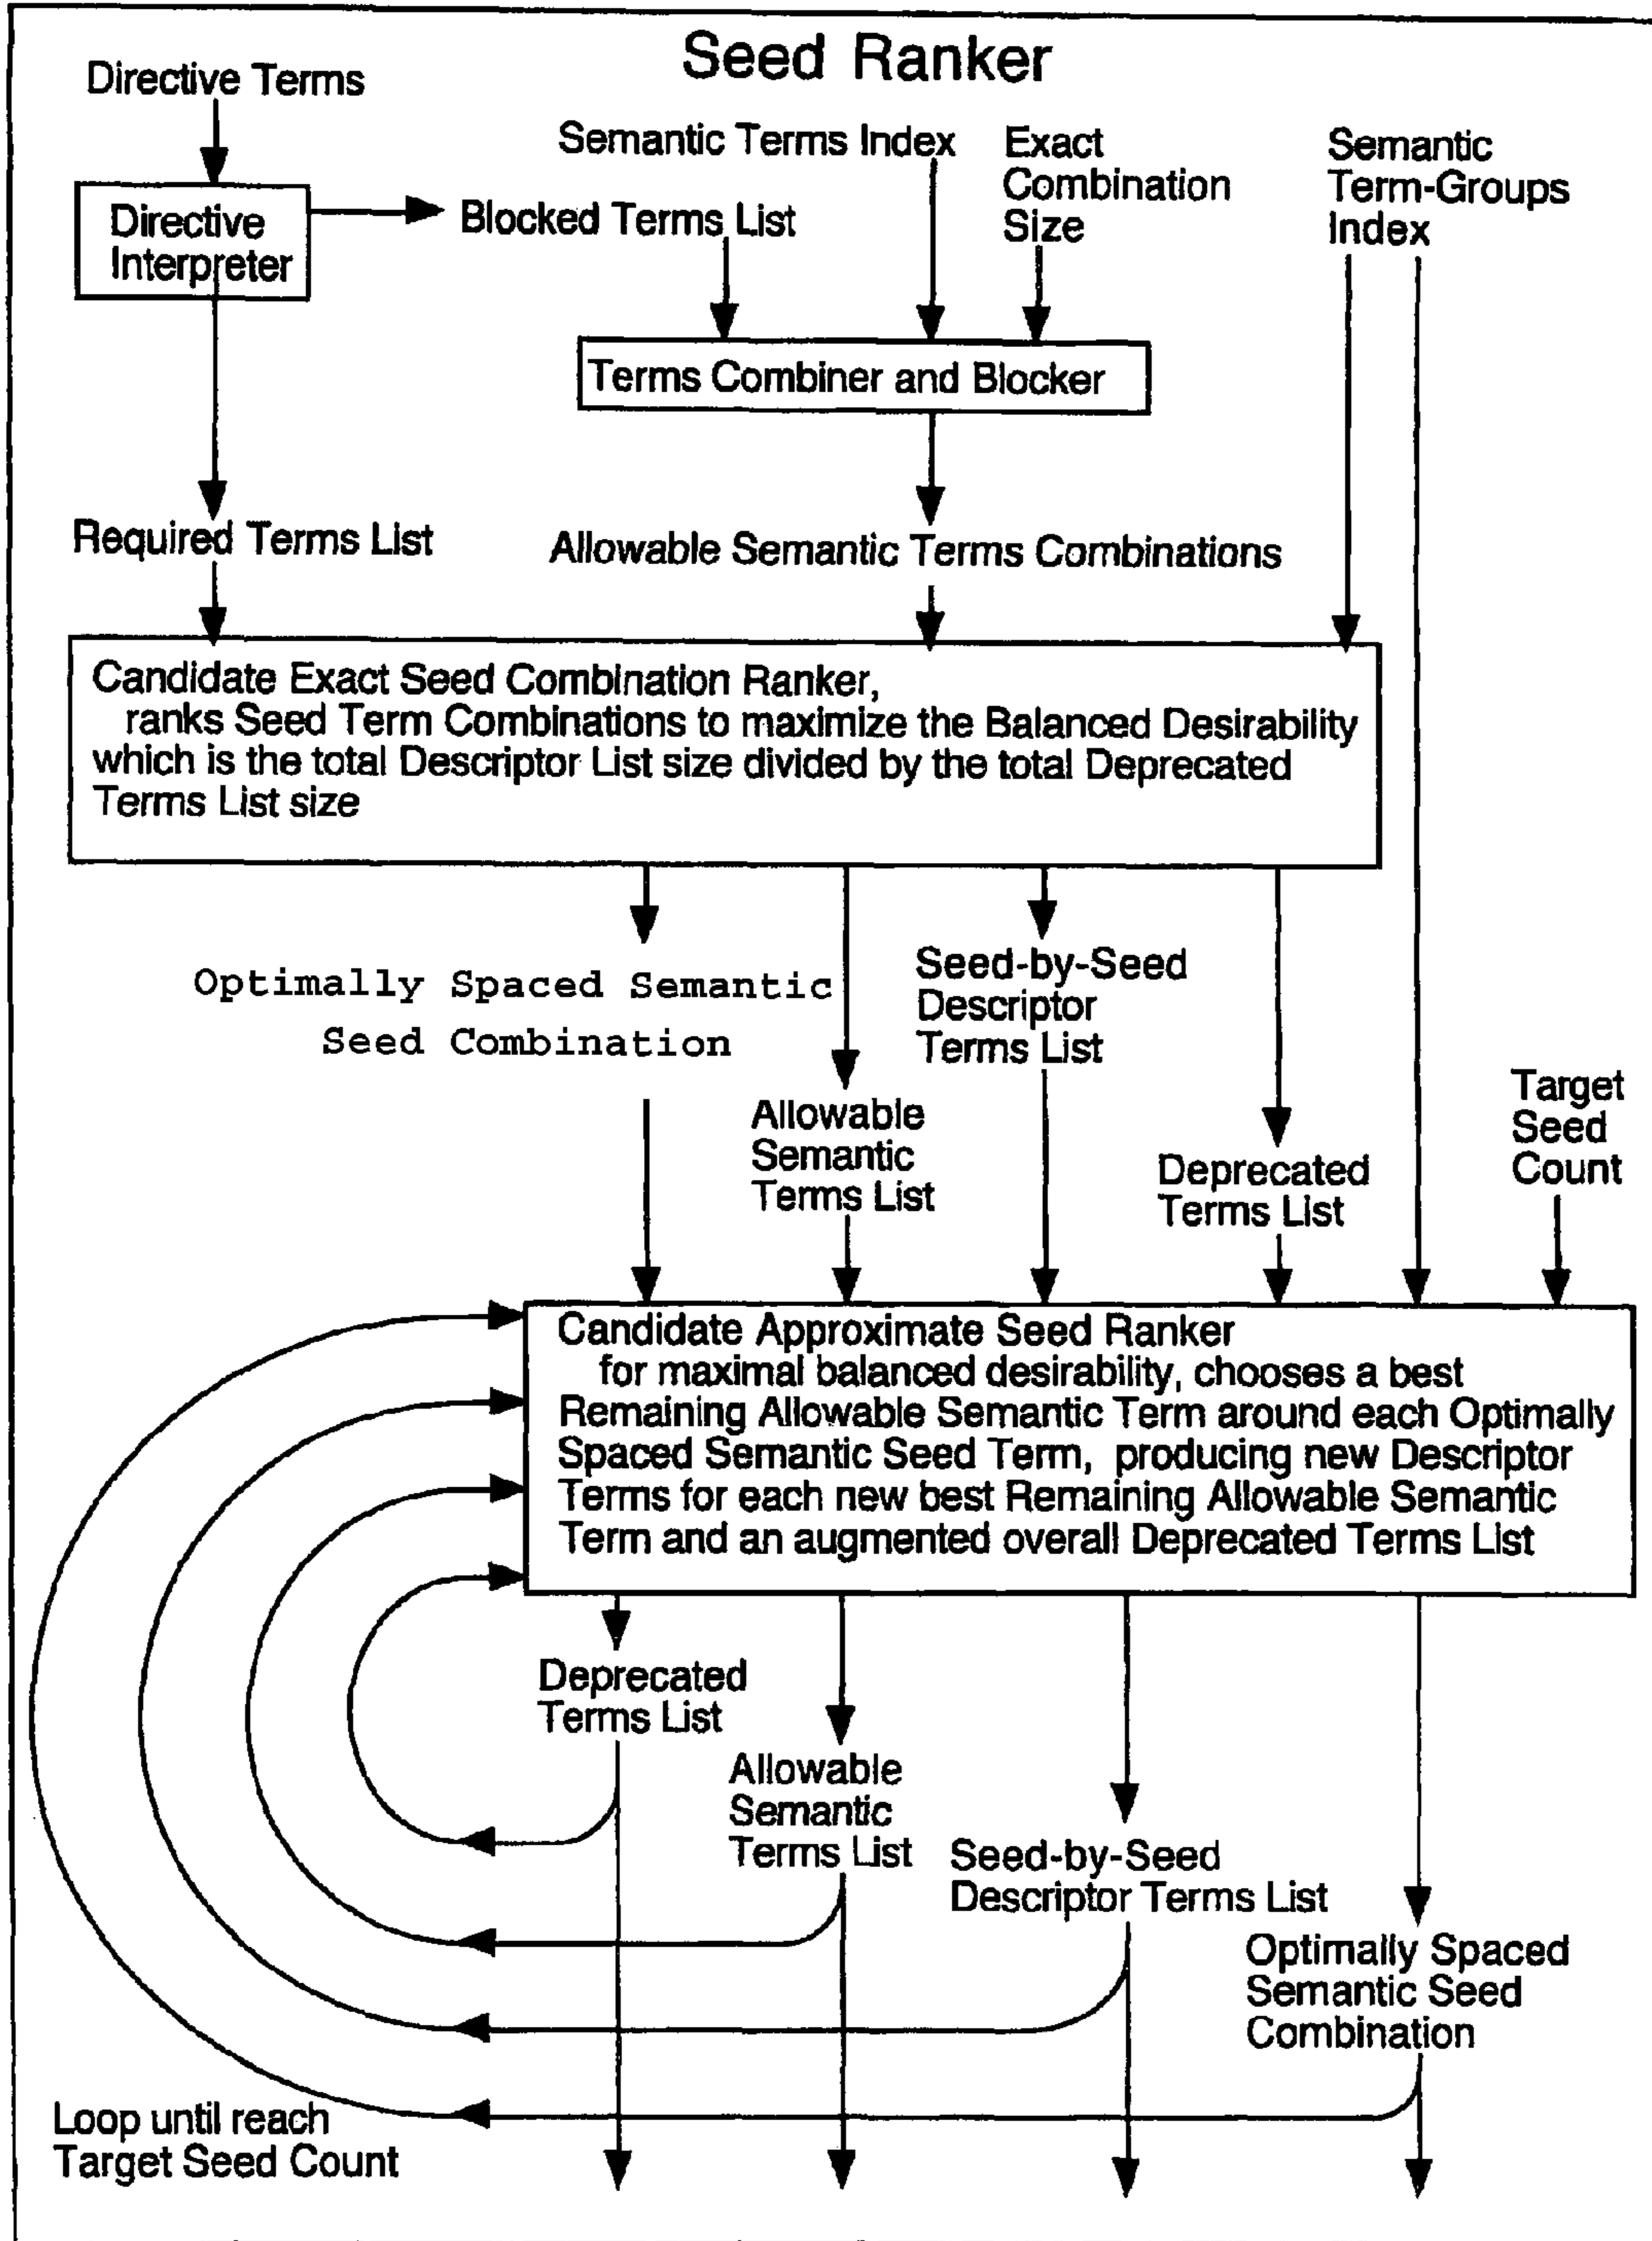 Seed Ranker
Directive Terms
Semantic Terms Index
Exact
Combination
Size
Semantic
Term-Groups
Index
Directive
Interpreter
Blocked Terms List
Terms Combiner and Blocker
Required Terms List
Allowable Semantic Terms Combinations
Candidate Exact Seed Combination Ranker,
ranks Seed Term Combinations to maximize the Balanced Desirability
which is the total Descriptor List size divided by the total Deprecated
Terms List size
Optimally Spaced Semantic
Seed Combination
Allowable
Semantic
Terms List
Seed-by-Seed
Descriptor
Terms List
Deprecated
Terms List
Target
Seed
Count
Candidate Approximate Seed Ranker
for maximal balanced desirability, chooses a best
Remaining Allowable Semantic Term around each Optimally
Spaced Semantic Seed Term, producing new Descriptor
Terms for each new best Remaining Allowable Semantic
Term and an augmented overall Deprecated Terms List
Deprecated
Terms List
Allowable
Semantic
Terms List
Seed-by-Seed
Descriptor Terms List
Optimally Spaced
Semantic Seed
Combination
Loop until reach
Target Seed Count